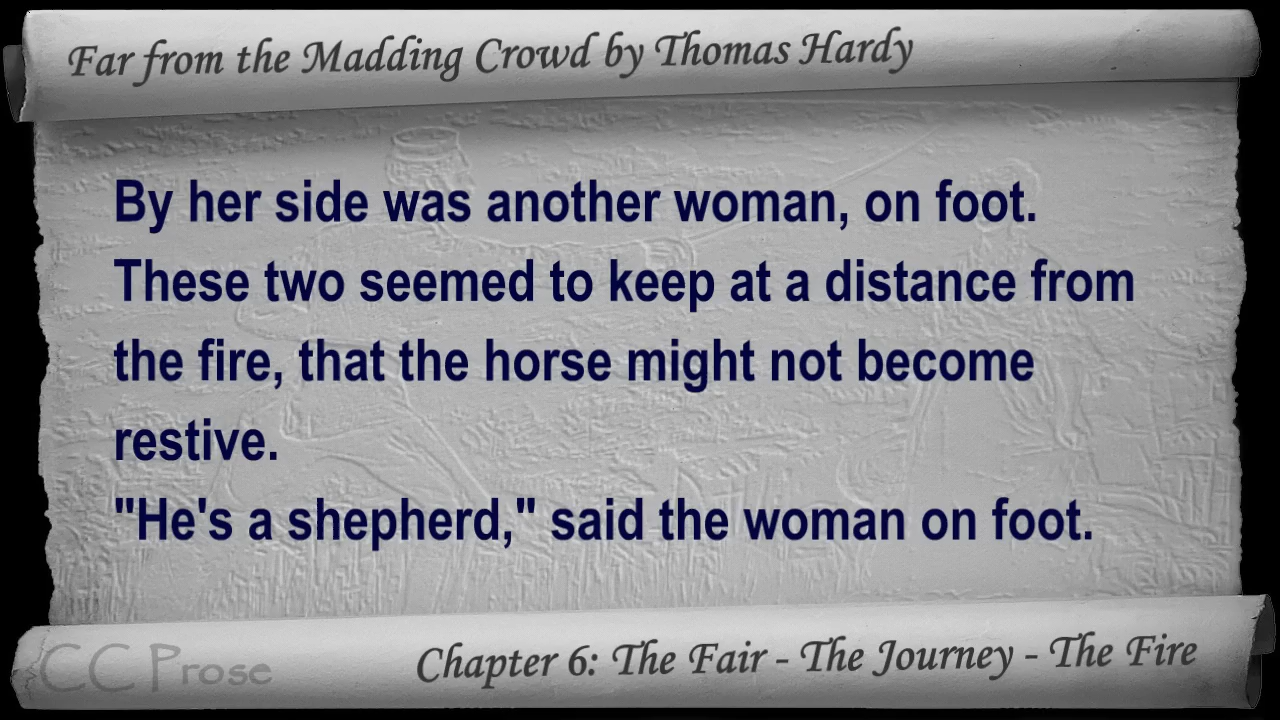 Far from the Madding Crowd by Thomas Hardy
By her side was another woman, on foot.
These two seemed to keep at a distance from
the fire, that the horse might not become
restive.
"He's a shepherd," said the woman on foot.
CC Prose
Chapter 6: The Fair - The Journey - The Fire